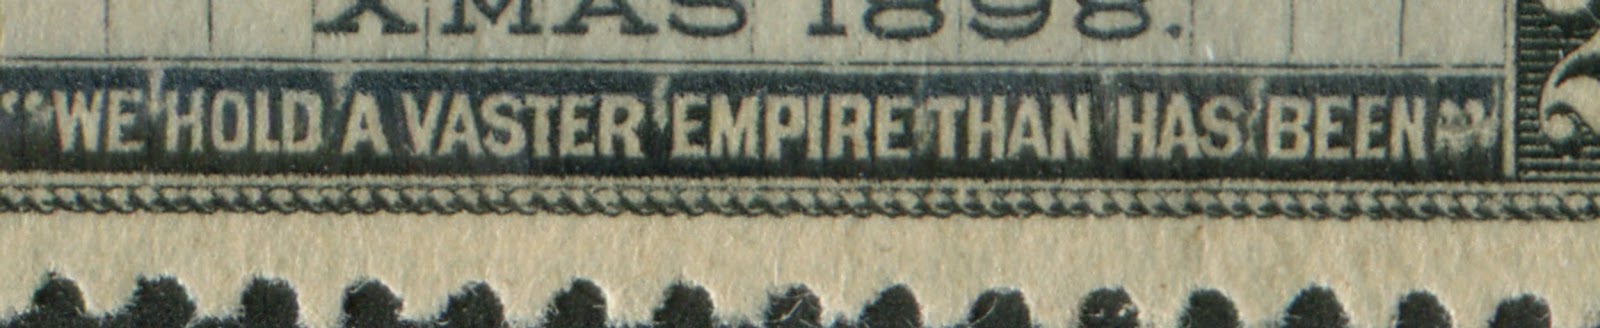 XMAS 1898.
"WE HOLD A VASTER EMPIRE THAN HAS BEEN"